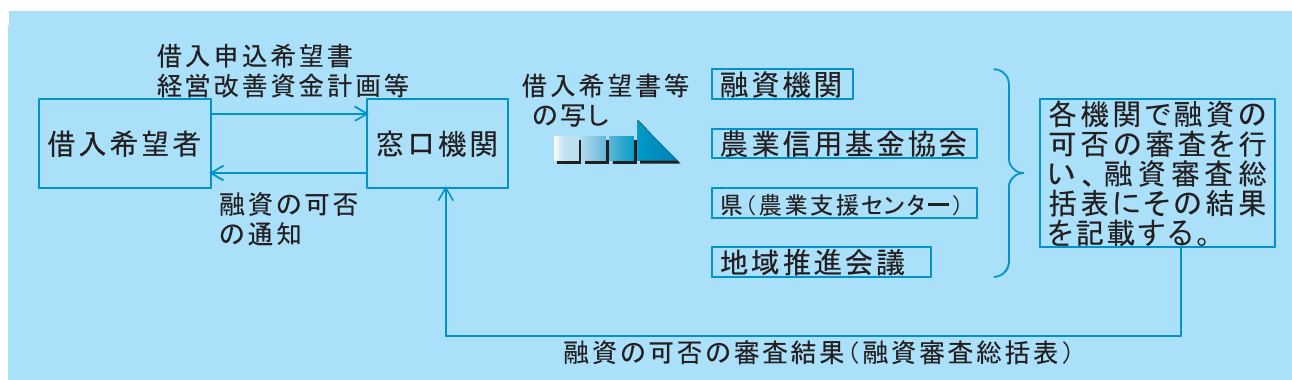 借入申込希望書
経営改善資金計画等
借入希望者
窓口機関
融資の可否
の通知
借入希望書等
の写し
融資機関
農業信用基金協会
県（農業支援センター）
地域推進会議
各機関で融資の
可否の審査を行
い、融資審査総
括表にその結果
を記載する。
融資の可否の審査結果（融資審査総括表）